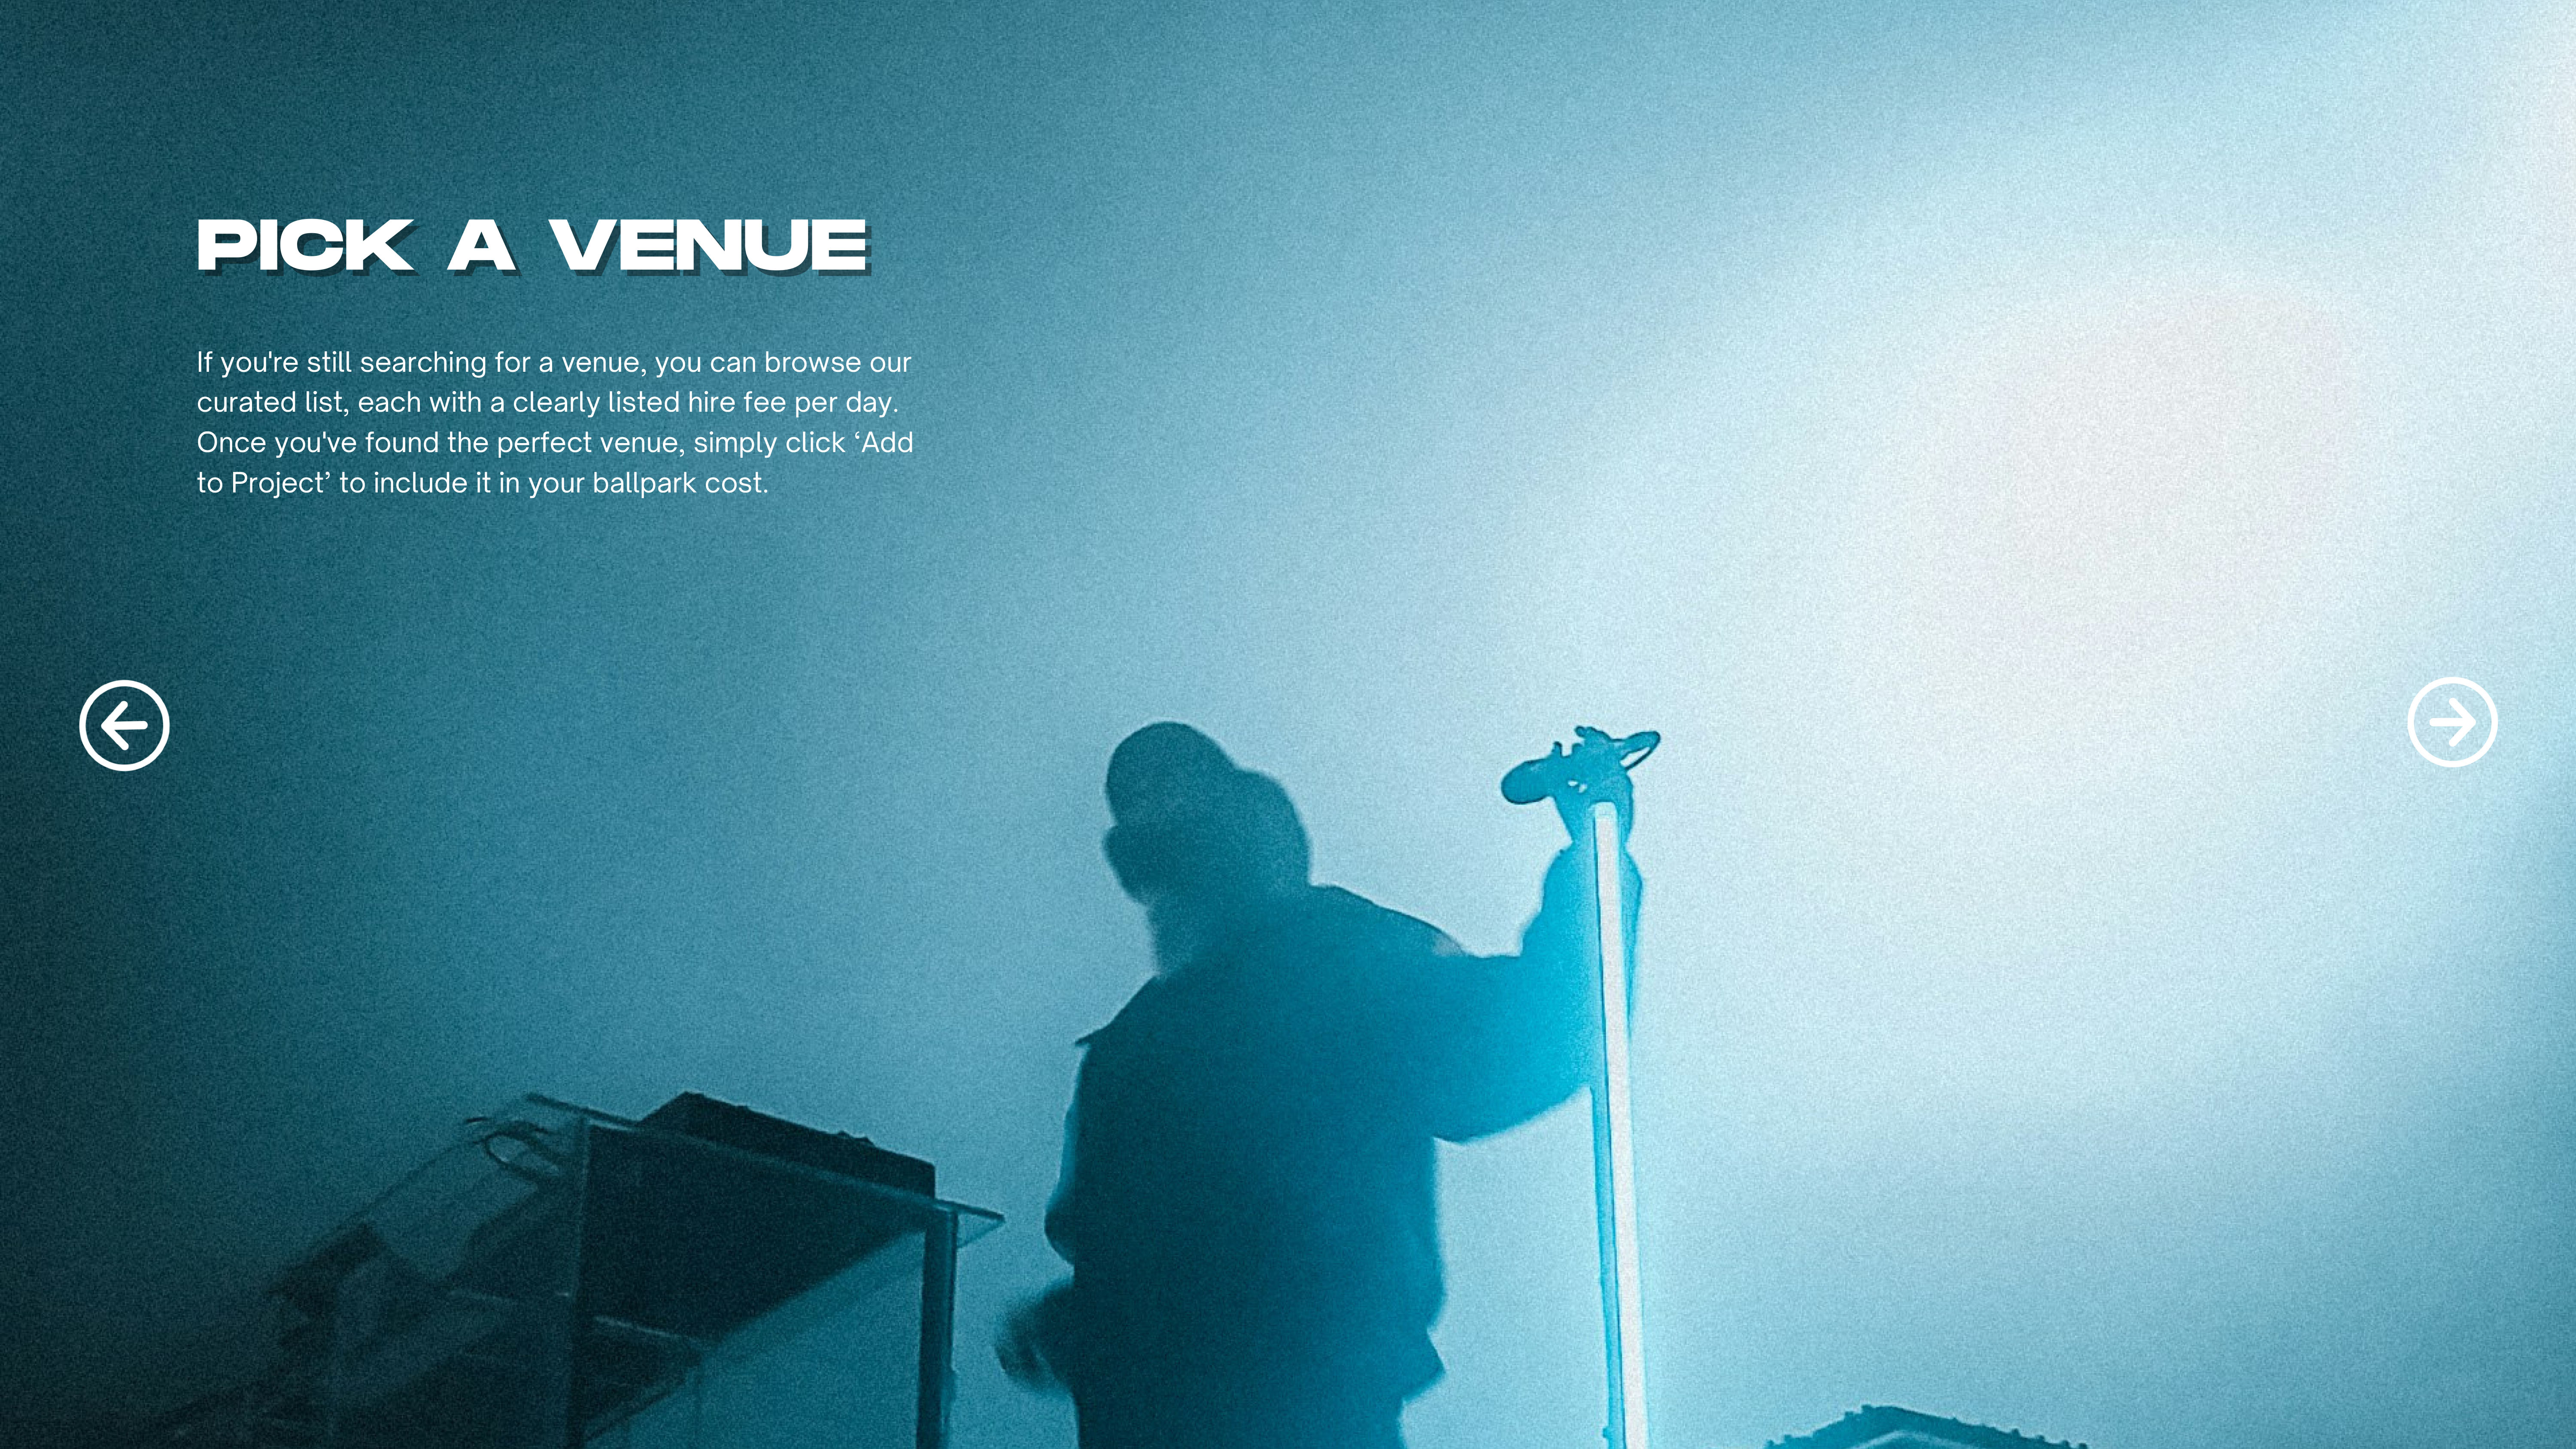 PICK A VENUE
If you're still searching for a venue, you can browse our
curated list, each with a clearly listed hire fee per day.
Once you've found the perfect venue, simply click ‘Add
to Project’ to include it in your ballpark cost.